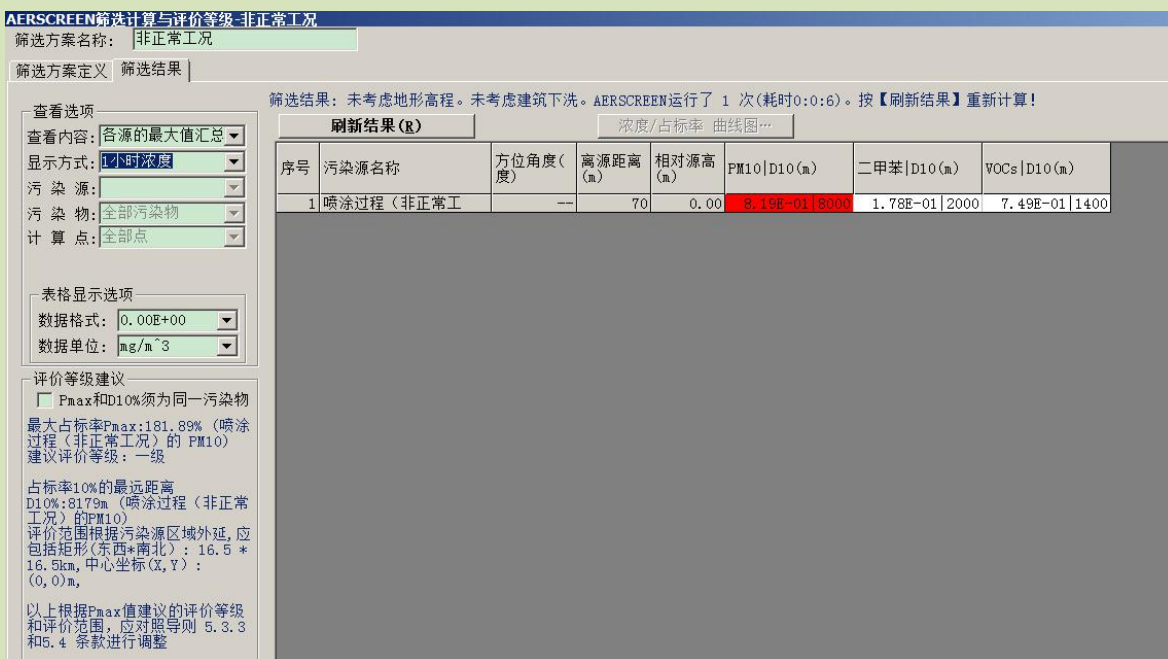 AERSCREEN筛选计算与评价等级-非正常工况
筛选方案名称: 非正常工况
筛选方案定义 筛选结果
筛选结果: 未考虑地形高程。未考虑建筑下洗。AERSCREEN运行了 1 次(耗时0:0:6)。按【刷新结果】重新计算!
刷新结果(R) 浓度/占标率 曲线图…
查看选项
查看内容: 各源的最大值汇总
显示方式: 1小时浓度
污 染 源:
污 染 物: 全部污染物
计 算 点: 全部点
序号 污染源名称 方位角度(度) 离源距离(m) 相对源高(m) PM10|D10(m) 二甲苯|D10(m) VOCs|D10(m)
1 喷涂过程（非正常工 -- 70 0.00 8.19E-01|8000 1.78E-01|2000 7.49E-01|1400
表格显示选项
数据格式: 0.00E+00
数据单位: mg/m^3
评价等级建议
Pmax和D10%须为同一污染物
最大占标率Pmax:181.89% (喷涂
过程（非正常工况）的 PM10)
建议评价等级: 一级
占标率10%的最远距离
D10%:8179m (喷涂过程（非正常
工况）的PM10)
评价范围根据污染源区域外延,应
包括矩形(东西*南北): 16.5 *
16.5km,中心坐标(X,Y):
(0,0)m,
以上根据Pmax值建议的评价等级
和评价范围, 应对照导则 5.3.3
和5.4 条款进行调整